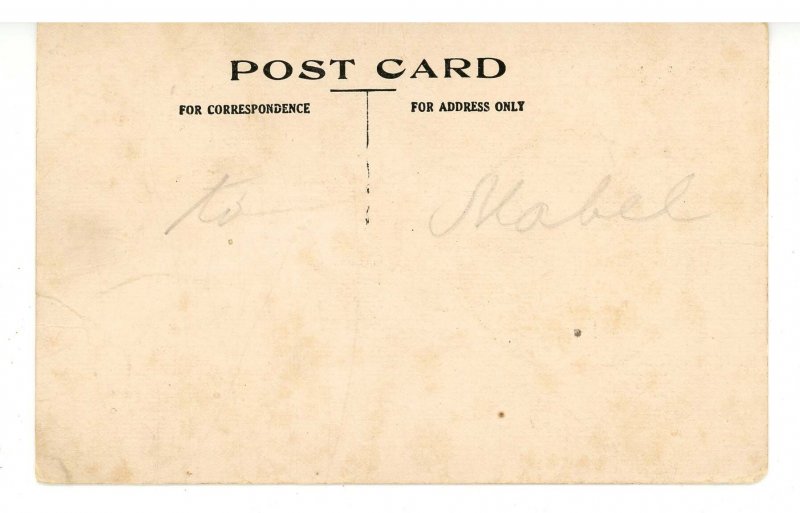 POST CARD
FOR CORRESPONDENCE
FOR ADDRESS ONLY
to Mabel